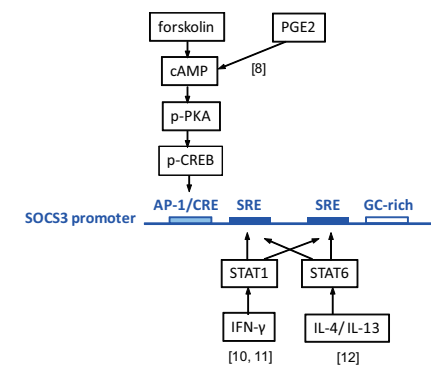 forskolin
PGE2
cAMP
[8]
p-PKA
p-CREB
AP-1/CRE SRE SRE GC-rich
SOCS3 promoter
STAT1 STAT6
IFN-γ IL-4/ IL-13
[10, 11] [12]